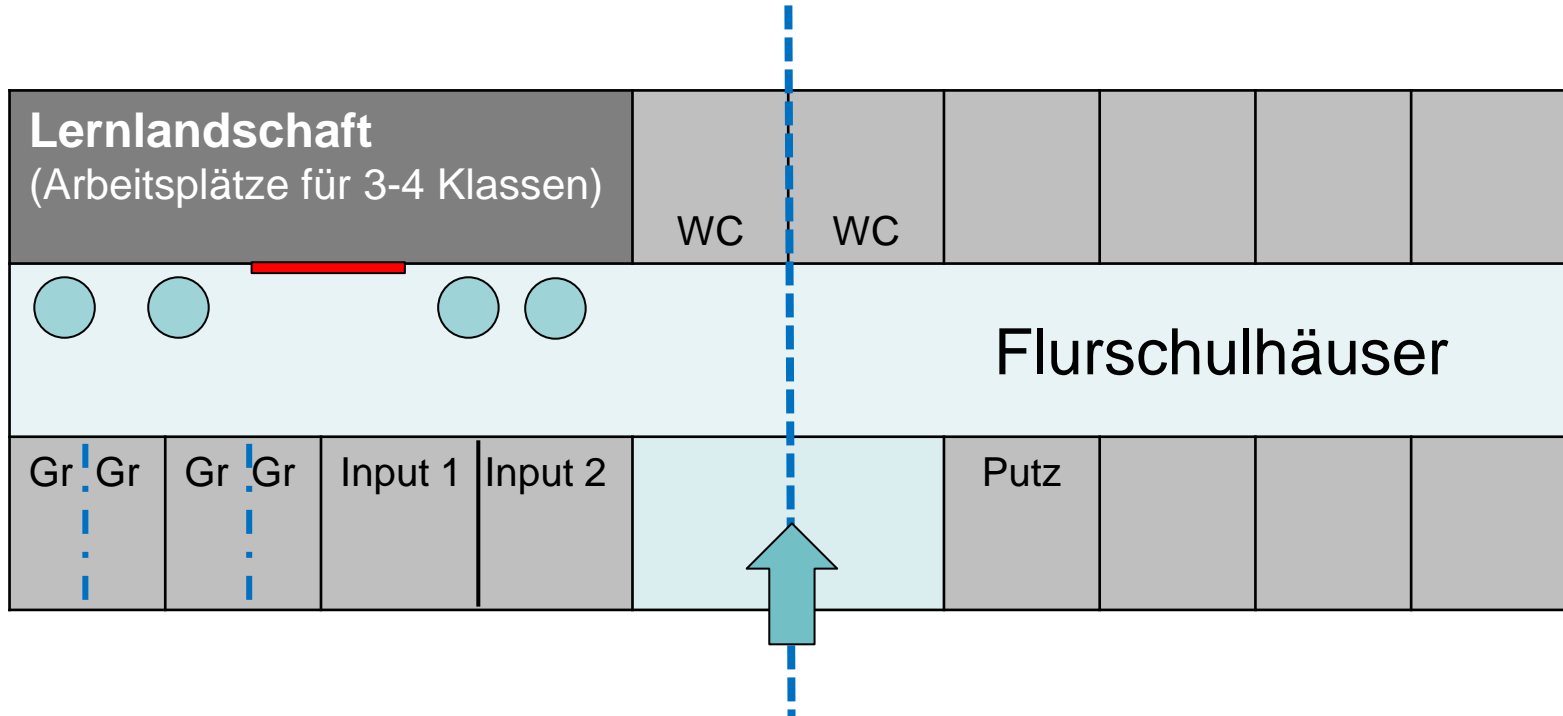 Lernlandschaft
(Arbeitsplätze für 3-4 Klassen)
WC WC
Flurschulhäuser
Gr Gr Gr Gr Input 1 Input 2 Putz